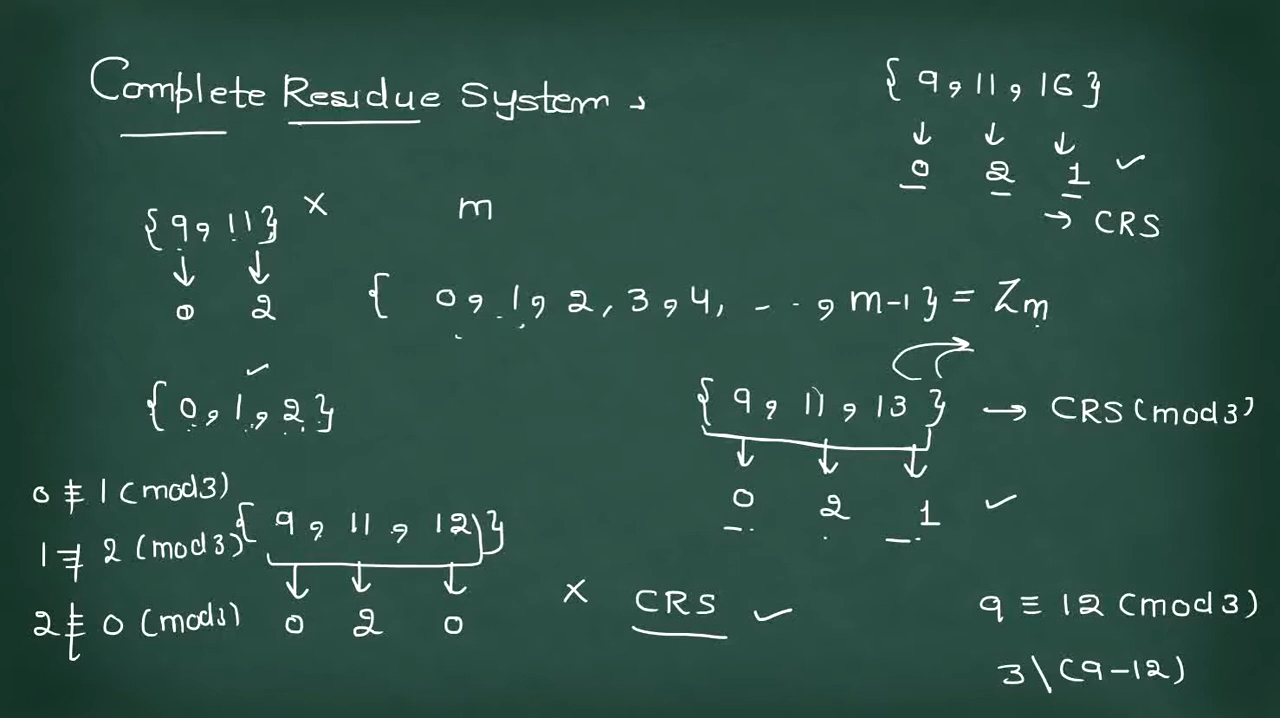 Complete Residue System,
{ 9, 11, 16 }
↓ ↓ ↓
0 2 1 ✓
→ CRS
{ 9, 11 } ×
↓ ↓
0 2
m
{ 0, 1, 2, 3, 4, - - -, m-1 } = Zm
{ 0, 1, 2 } ✓
{ 9, 11, 13 } → CRS (mod 3)
↓ ↓ ↓
0 2 1 ✓
0 ≢ 1 (mod 3)
1 ≢ 2 (mod 3)
2 ≢ 0 (mod 3)
{ 9, 11, 12 }
↓ ↓ ↓
0 2 0
× CRS ✓
9 ≡ 12 (mod 3)
3 \ (9-12)